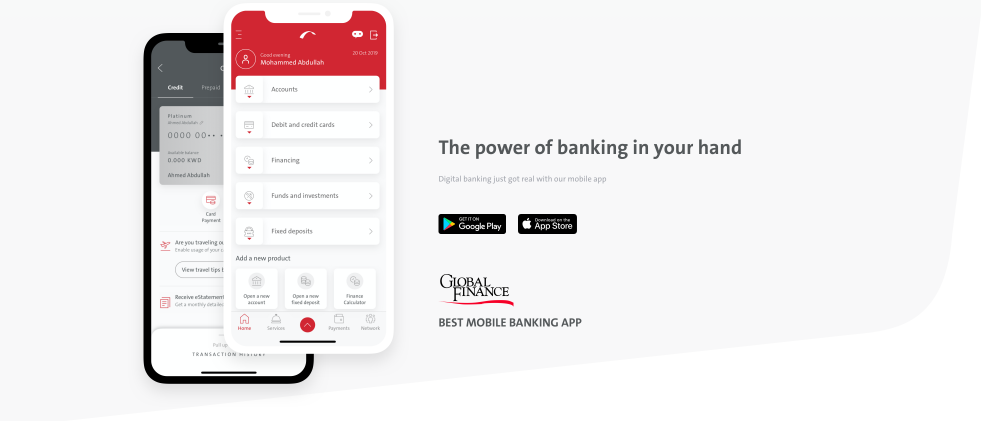 Good evening
Mohammed Abdullah
20 Oct 2019
Accounts
Debit and credit cards
Financing
Funds and investments
Fixed deposits
Add a new product
Open a new
account
Open a new
fixed deposit
Finance
Calculator
Home
Services
Payments
Network
Credit
Prepaid
Platinum
Ahmed Abdullah
0000 00••
Available balance
0.000 KWD
Ahmed Abdullah
Card
Payment
Are you traveling
Enable usage of your
View travel tips
Receive eStatement
Get a monthly detailed
Pull up
TRANSACTION HISTORY
The power of banking in your hand
Digital banking just got real with our mobile app
GET IT ON
Google Play
Download on the
App Store
GLOBAL
FINANCE
BEST MOBILE BANKING APP